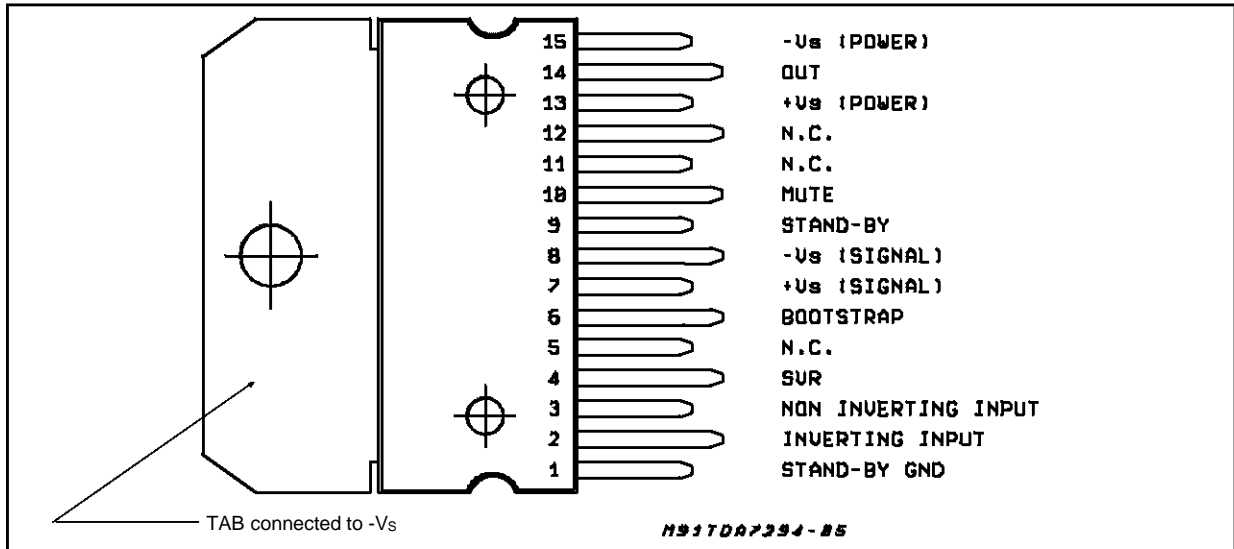 15 -Vs (POWER)
14 OUT
13 +Vs (POWER)
12 N.C.
11 N.C.
10 MUTE
9 STAND-BY
8 -Vs (SIGNAL)
7 +Vs (SIGNAL)
6 BOOTSTRAP
5 N.C.
4 SVR
3 NON INVERTING INPUT
2 INVERTING INPUT
1 STAND-BY GND
TAB connected to -VS
M93TDA7294-05